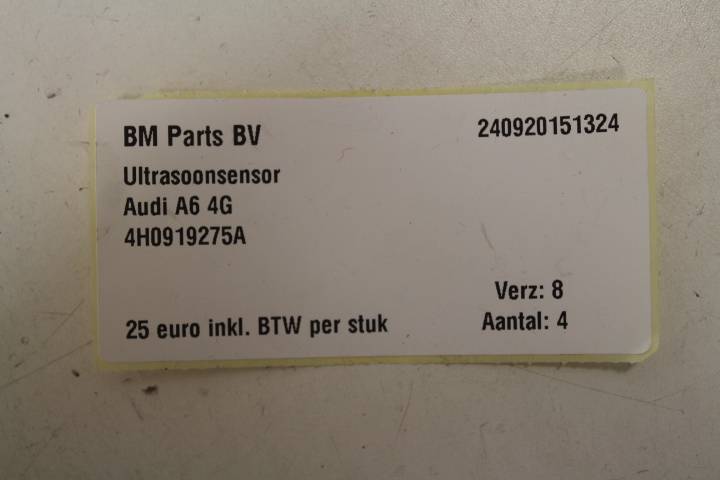 BM Parts BV 240920151324
Ultrasoonsensor
Audi A6 4G
4H0919275A
Verz: 8
25 euro inkl. BTW per stuk Aantal: 4